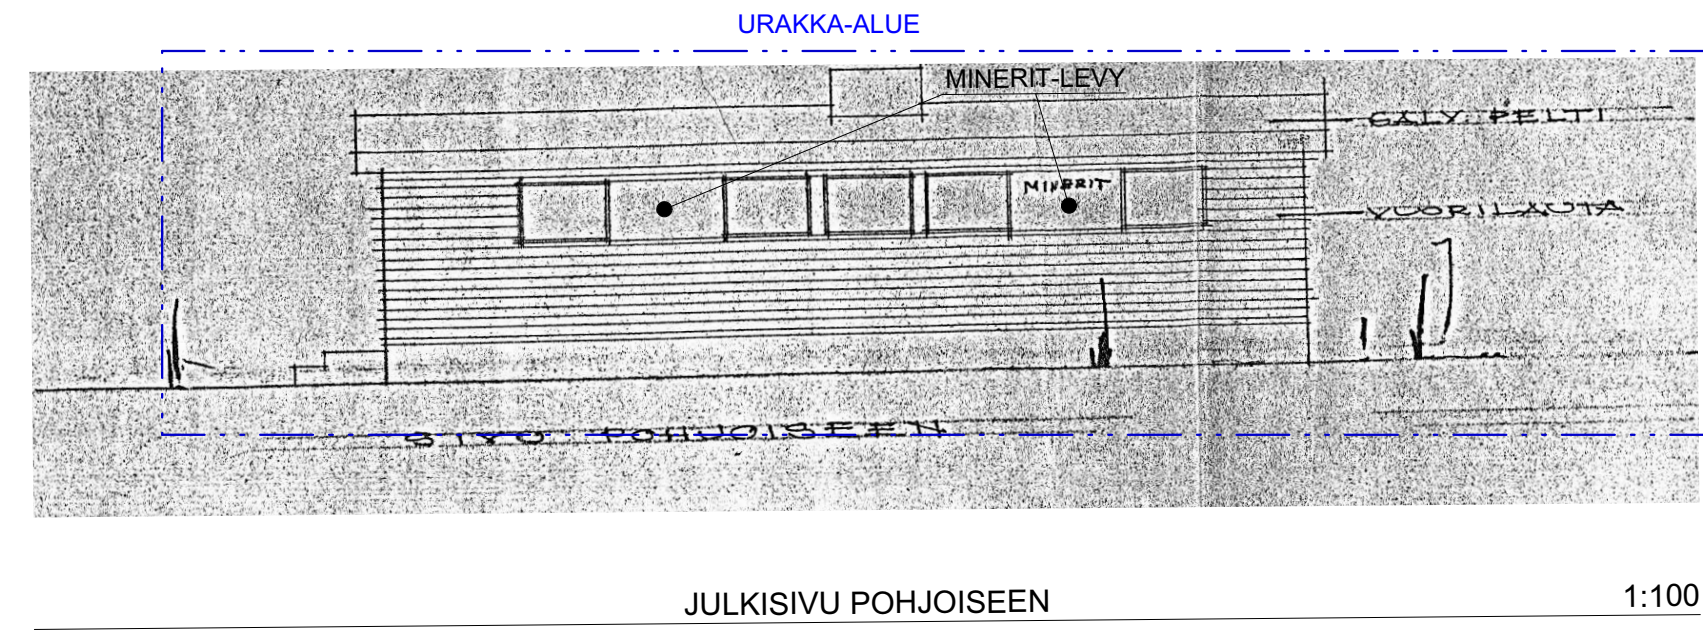 URAKKA-ALUE
MINERIT-LEVY
GALV. PELTI
MINERIT
VUORILAUTA
SIVU POHJOISEEN
JULKISIVU POHJOISEEN
1:100